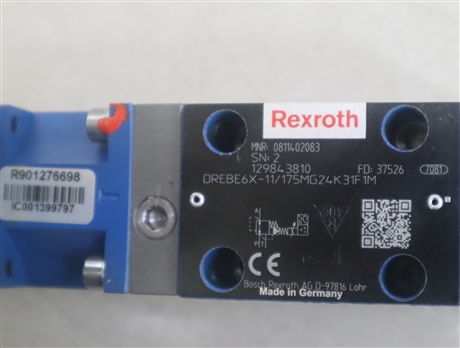 R901276698
IC001399797
Rexroth
MNR: 0811402083
SN: 2
129843810 FD: 37526 7081
DREBE6X-11/175MG24K31F1M
A
P T
CE
Bosch Rexroth AG D-97816 Lohr
Made in Germany